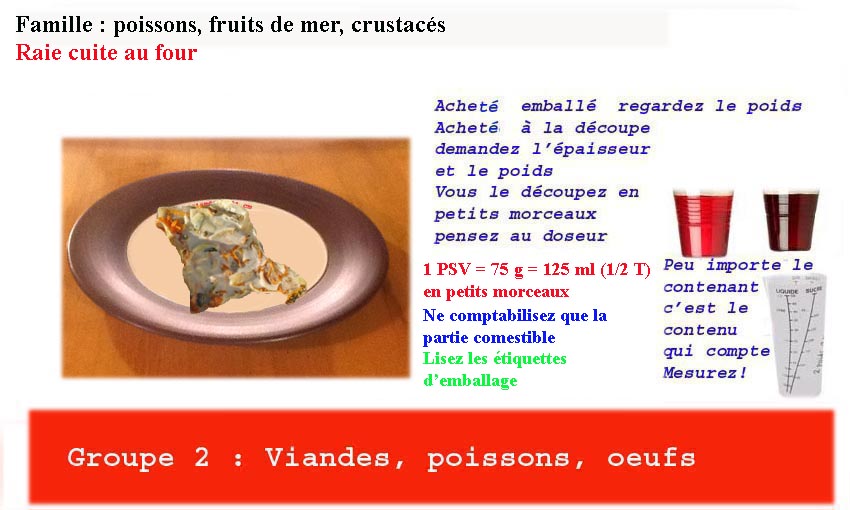 Famille : poissons, fruits de mer, crustacés
Raie cuite au four
Acheté emballé regardez le poids
Acheté à la découpe
demandez l'épaisseur
et le poids
Vous le découpez en
petits morceaux
pensez au doseur
1 PSV = 75 g = 125 ml (1/2 T)
en petits morceaux
Ne comptabilisez que la
partie comestible
Lisez les étiquettes
d'emballage
Peu importe le
contenant
c'est le
contenu
qui compte
Mesurez!
LIQUIDE SUCRE
Groupe 2 : Viandes, poissons, oeufs